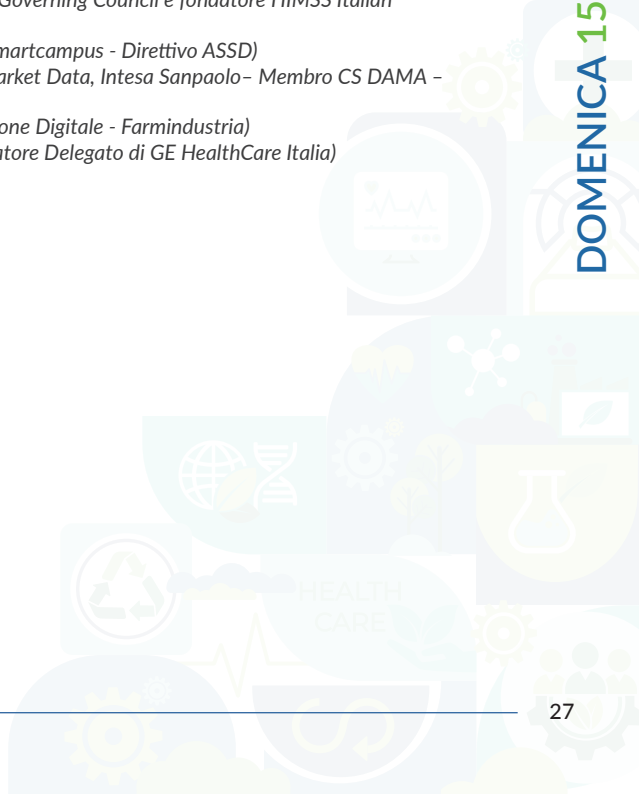 Governing Council e fondatore HIMSS Italian
martcampus - Direttivo ASSD)
arket Data, Intesa Sanpaolo– Membro CS DAMA –
one Digitale - Farmindustria)
tore Delegato di GE HealthCare Italia)
DOMENICA 15
HEALTH
CARE
27